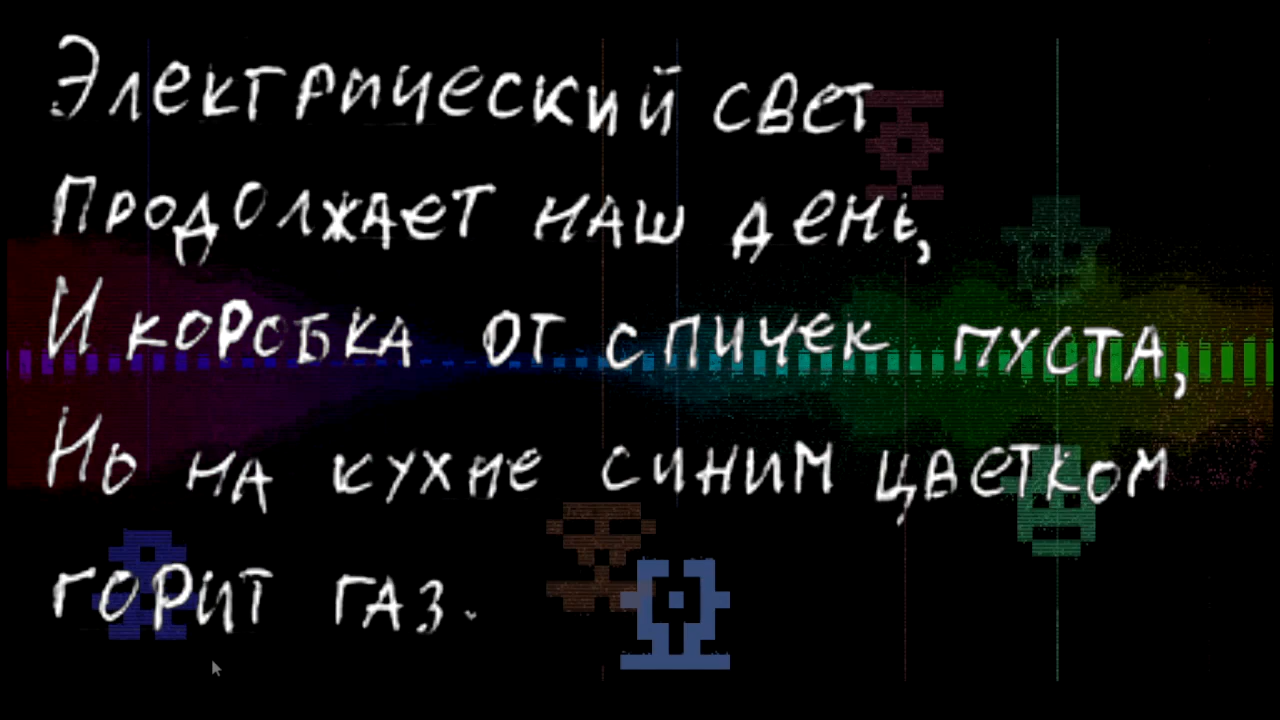 Электрический свет
продолжает наш день,
И коробка от спичек пуста,
Но на кухне синим цветком
горит газ.